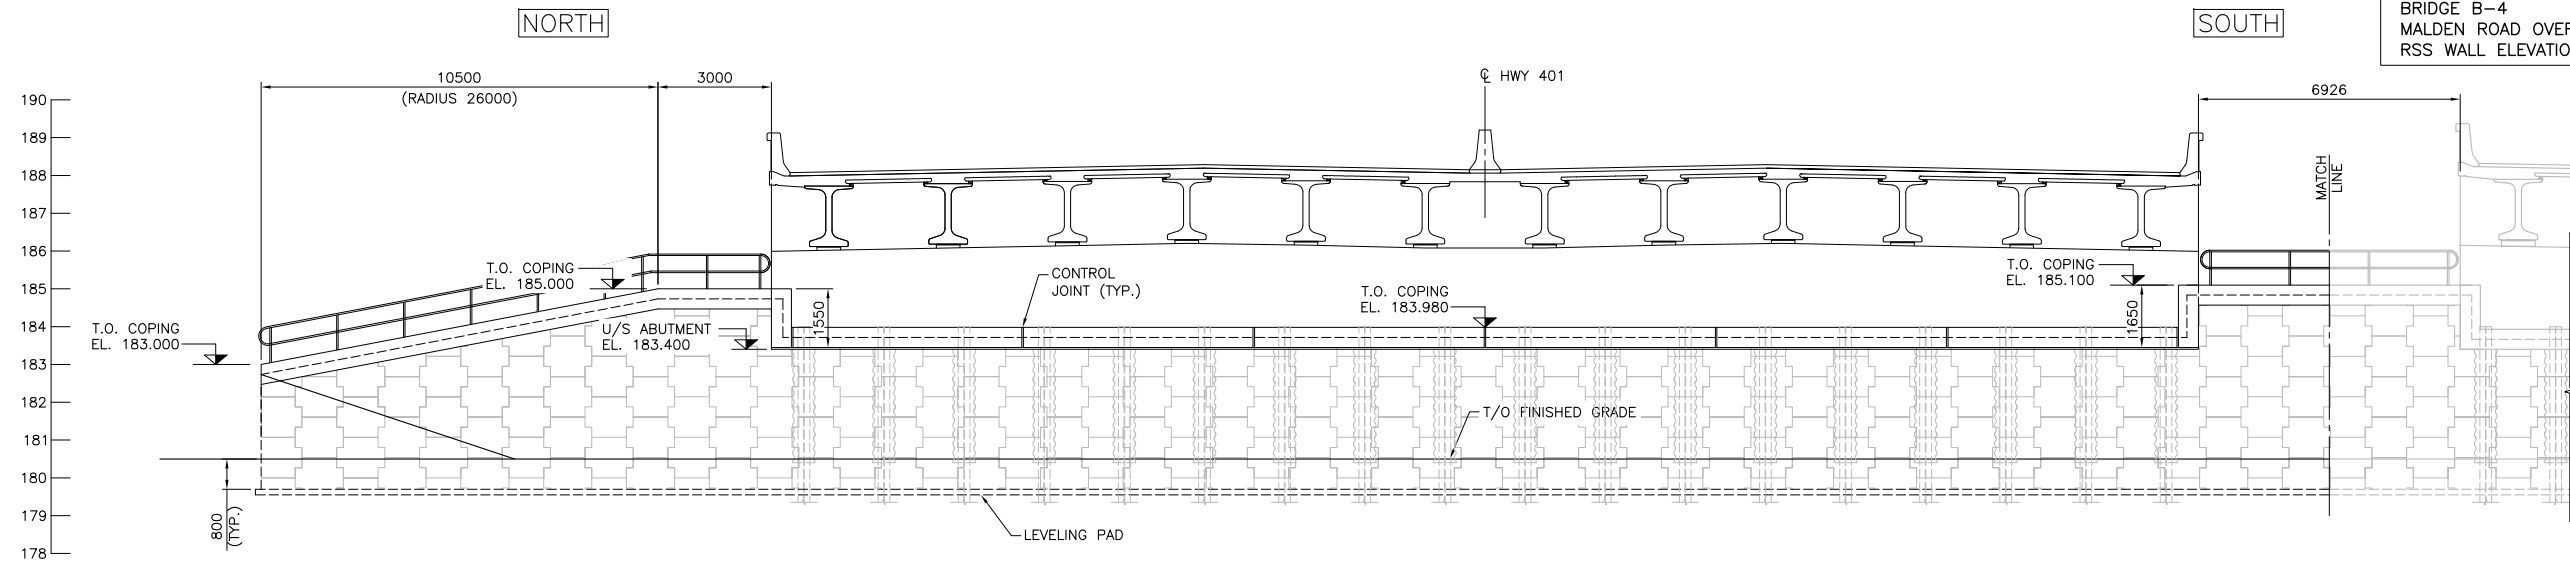 NORTH
SOUTH
BRIDGE B-4
MALDEN ROAD OVER
RSS WALL ELEVATIO
10500
(RADIUS 26000)
3000
℄ HWY 401
6926
190
189
188
187
186
185
184
183
182
181
180
179
178
MATCH
LINE
T.O. COPING
EL. 185.000
CONTROL
JOINT (TYP.)
T.O. COPING
EL. 183.980
T.O. COPING
EL. 185.100
T.O. COPING
EL. 183.000
U/S ABUTMENT
EL. 183.400
1550
1650
T/O FINISHED GRADE
800
(TYP.)
LEVELING PAD